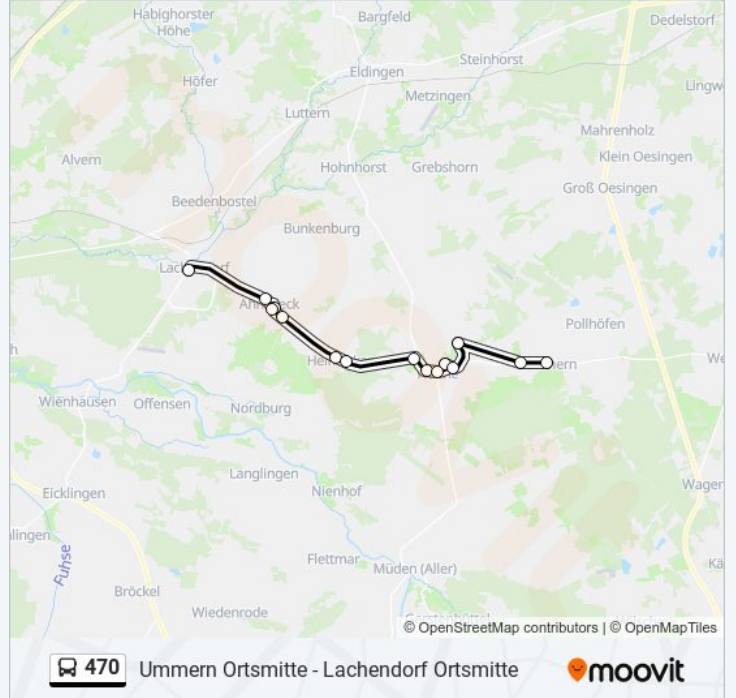 Habighorster
Höhe
Bargfeld
Dedelstorf
Steinhorst
Eldingen
Höfer
Metzingen
Luttern
Mahrenholz
Alvern
Klein Oesingen
Hohnhorst
Grebshorn
Groß Oesingen
Beedenbostel
Bunkenburg
Pollhöfen
Wienhausen
Offensen
Nordburg
Langlingen
Nienhof
Eicklingen
Flettmar
Müden (Aller)
Fuhse
Bröckel
Wiedenrode
© OpenStreetMap contributors | © OpenMapTiles
470 Ummern Ortsmitte - Lachendorf Ortsmitte moovit